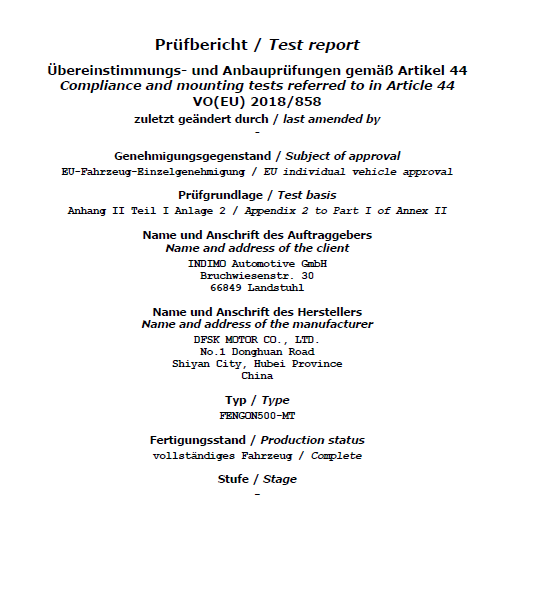 Prüfbericht / Test report
Übereinstimmungs- und Anbauprüfungen gemäß Artikel 44
Compliance and mounting tests referred to in Article 44
VO(EU) 2018/858
zuletzt geändert durch / last amended by
-
Genehmigungsgegenstand / Subject of approval
EU-Fahrzeug-Einzelgenehmigung / EU individual vehicle approval
Prüfgrundlage / Test basis
Anhang II Teil I Anlage 2 / Appendix 2 to Part I of Annex II
Name und Anschrift des Auftraggebers
Name and address of the client
INDIMO Automotive GmbH
Bruchwiesenstr. 30
66849 Landstuhl
Name und Anschrift des Herstellers
Name and address of the manufacturer
DFSK MOTOR CO., LTD.
No.1 Donghuan Road
Shiyan City, Hubei Province
China
Typ / Type
FENGON500-MT
Fertigungsstand / Production status
vollständiges Fahrzeug / Complete
Stufe / Stage
-